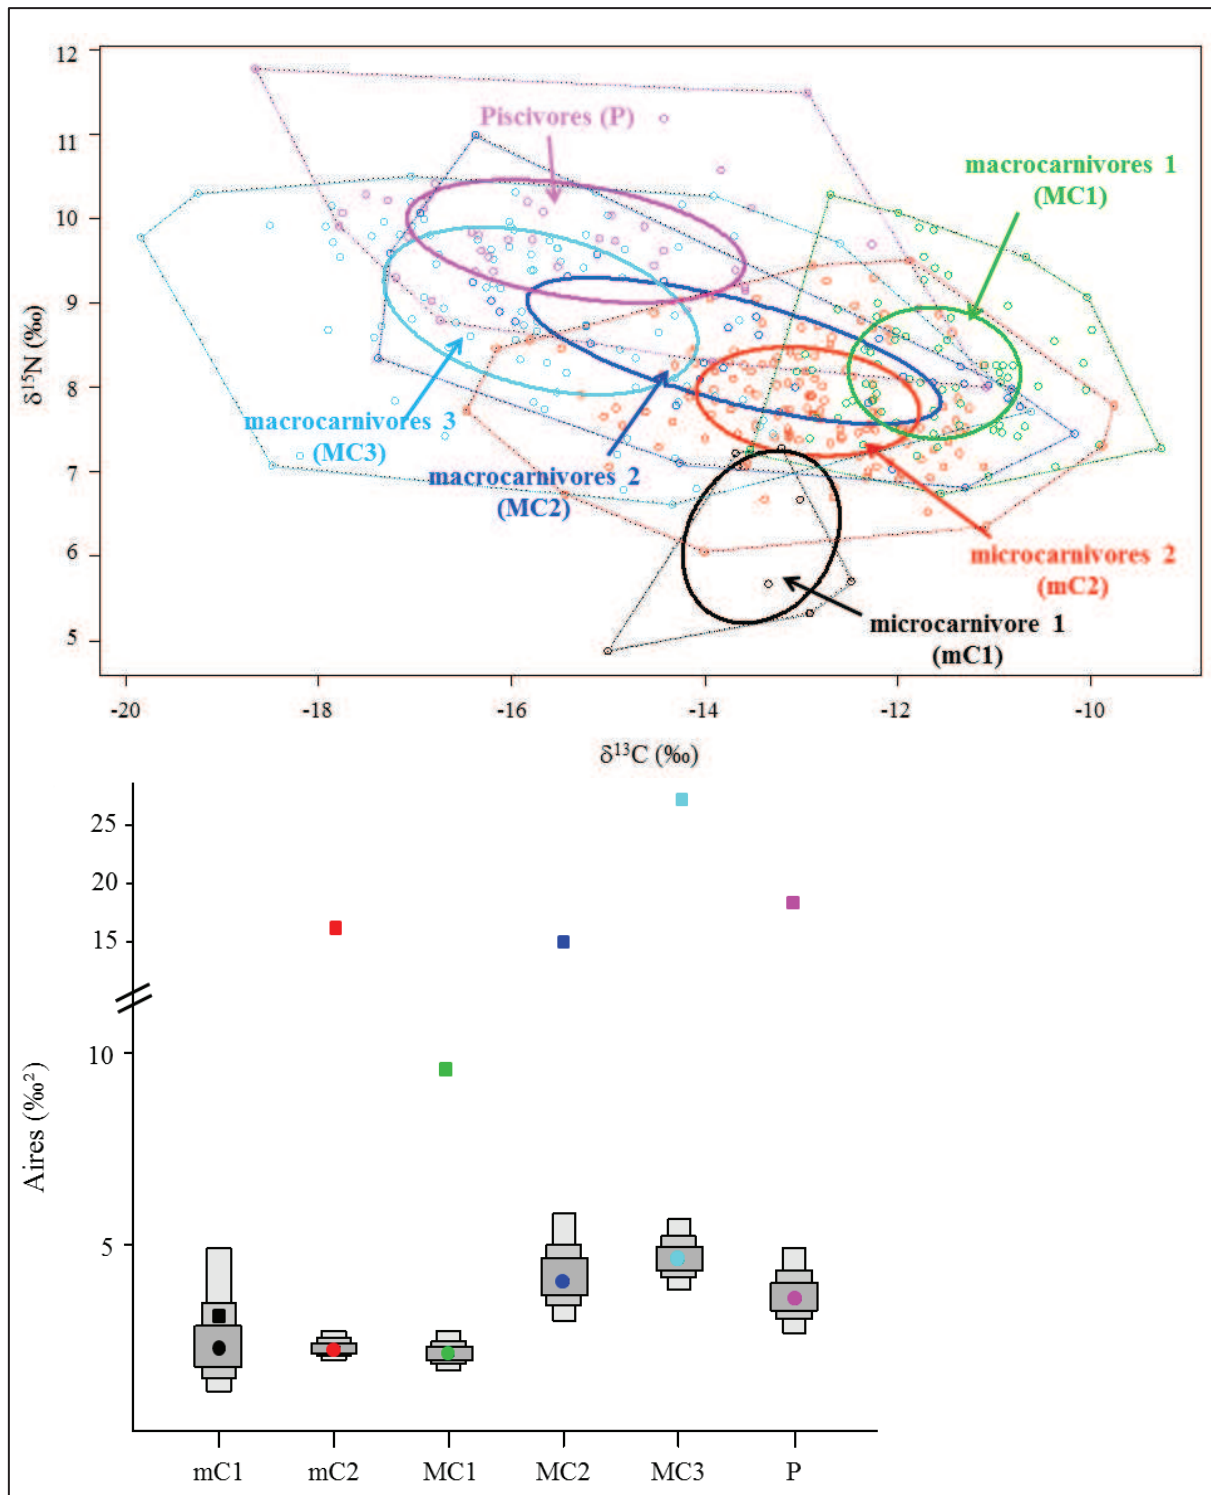 12
11
10
9
8
7
6
5
δ¹⁵N (‰)
Piscivores (P)
macrocarnivores 1
(MC1)
macrocarnivores 3
(MC3)
macrocarnivores 2
(MC2)
microcarnivores 2
(mC2)
microcarnivore 1
(mC1)
-20 -18 -16 -14 -12 -10
δ¹³C (‰)
25
20
15
10
5
Aires (‰²)
mC1 mC2 MC1 MC2 MC3 P